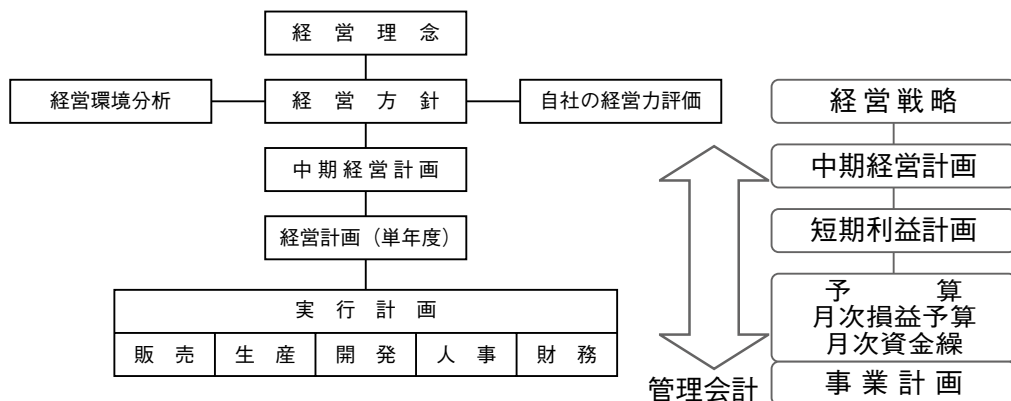 経営理念
経営環境分析
経営方針
自社の経営力評価
中期経営計画
経営計画（単年度）
実行計画
販売
生産
開発
人事
財務
経営戦略
中期経営計画
短期利益計画
予算
月次損益予算
月次資金繰
事業計画
管理会計